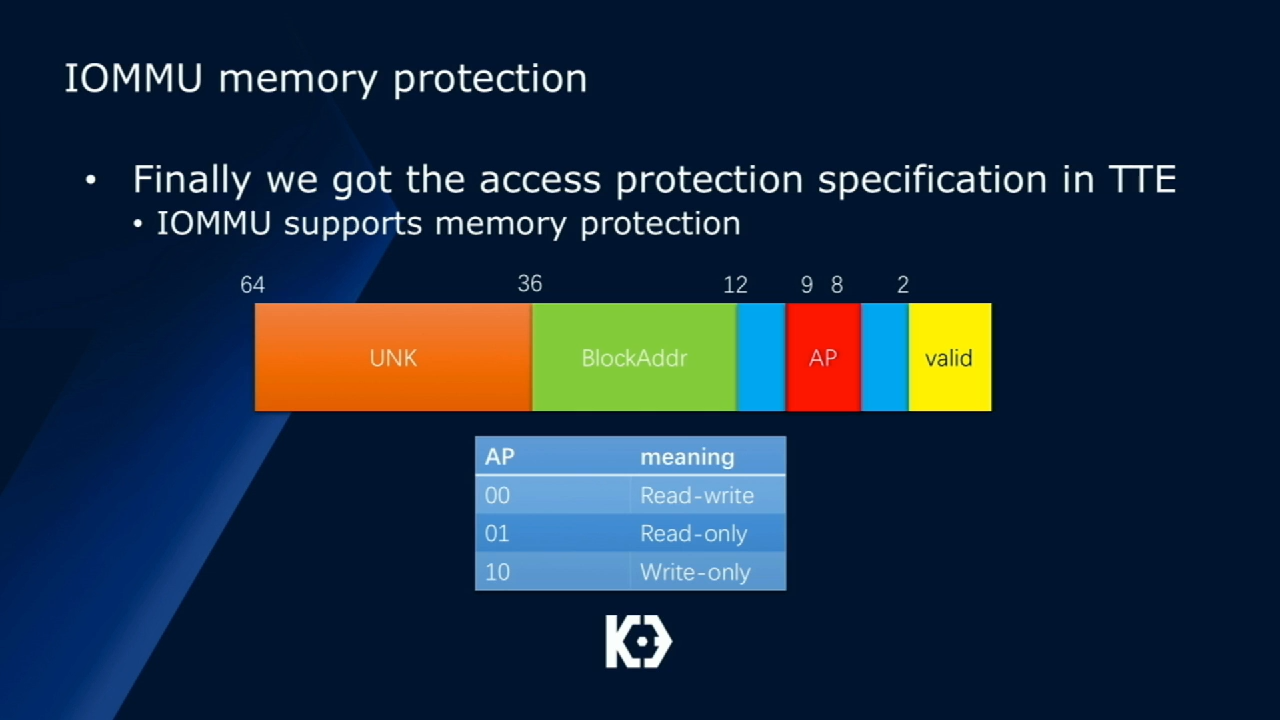 IOMMU memory protection
• Finally we got the access protection specification in TTE
• IOMMU supports memory protection
64 36 12 9 8 2
UNK BlockAddr AP valid
AP meaning
00 Read-write
01 Read-only
10 Write-only